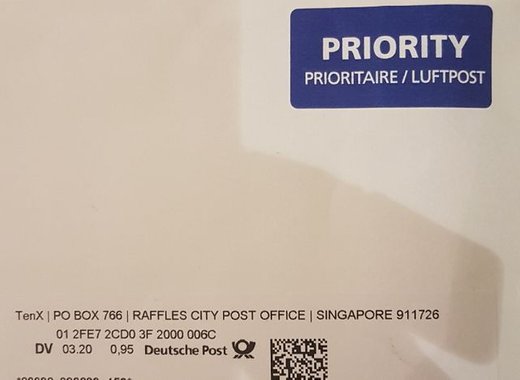 PRIORITY
PRIORITAIRE / LUFTPOST
TenX | PO BOX 766 | RAFFLES CITY POST OFFICE | SINGAPORE 911726
01 2FE7 2CD0 3F 2000 006C
DV 03.20 0,95 Deutsche Post